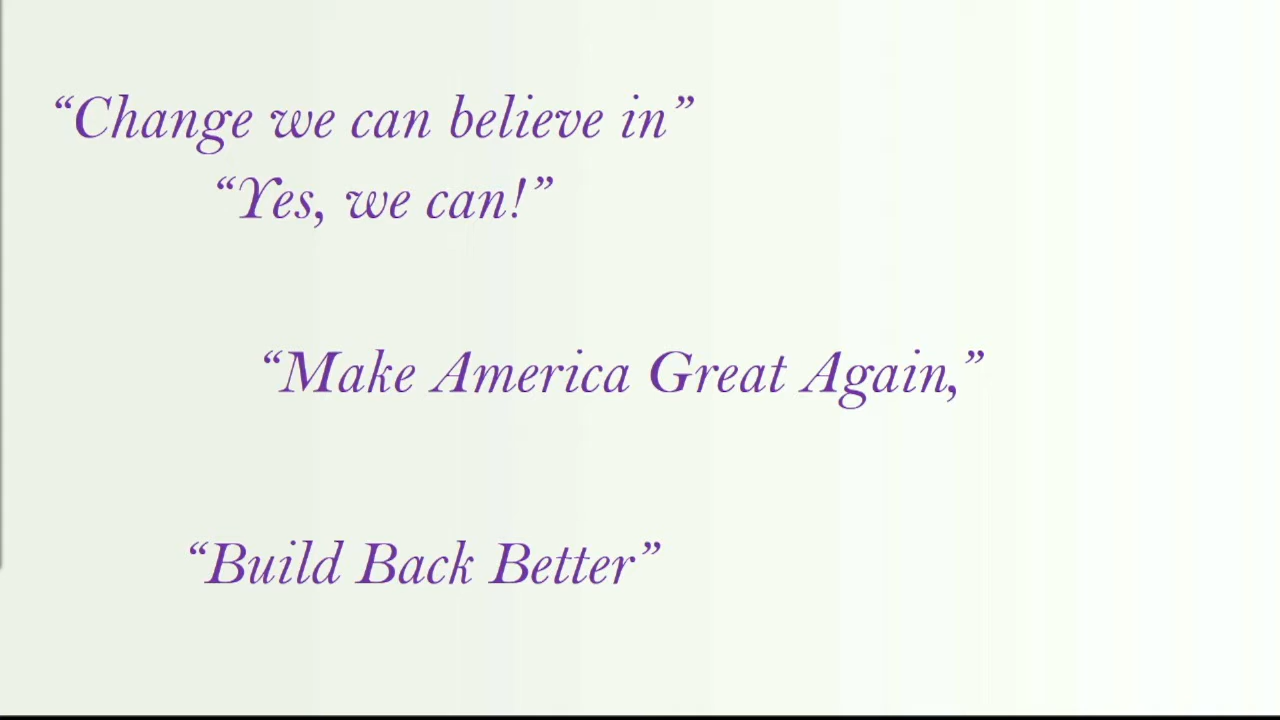 “Change we can believe in”
“Yes, we can!”
“Make America Great Again,”
“Build Back Better”